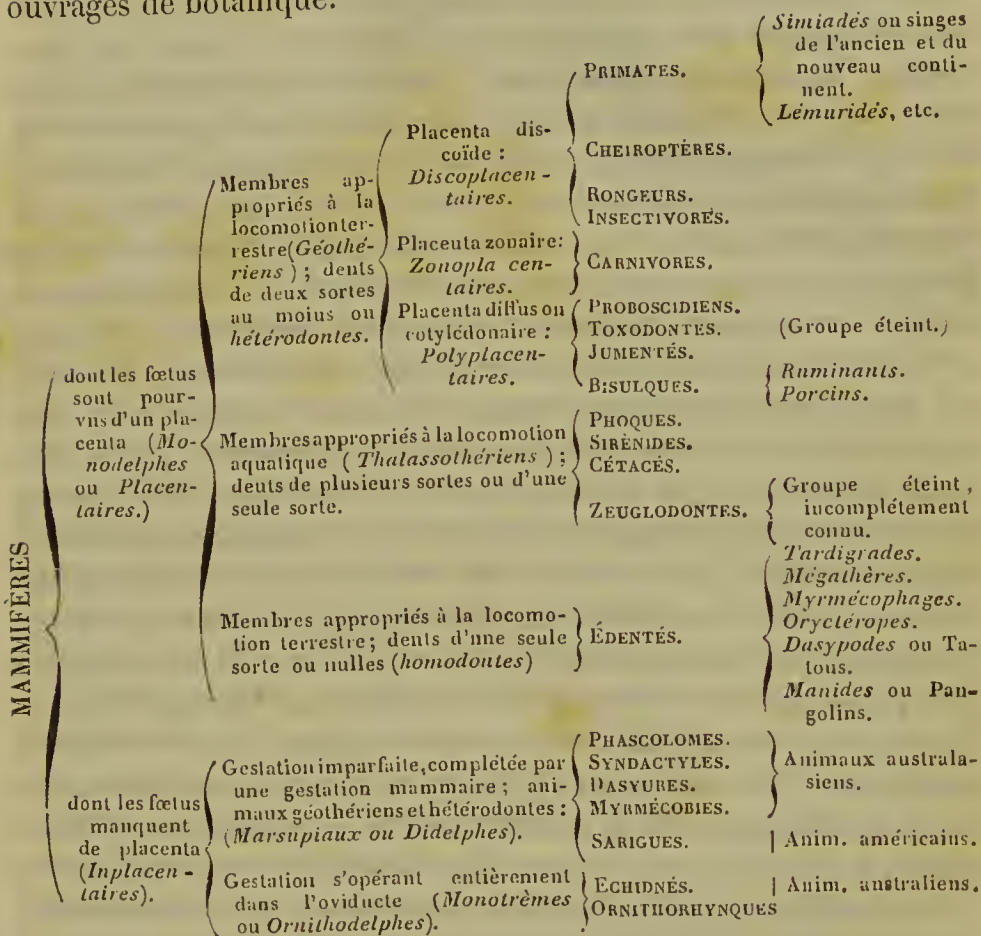 ouvrages de botanique.
MAMMIFÈRES
dont les fœtus
sont pour-
vus d'un pla-
centa (Mo-
nodelphes
ou Placen-
taires.)
Membres ap-
propriés à la
locomotion ter-
restre (Géothé-
riens) ; dents
de deux sortes
au moins ou
hétérodontes.
Placenta dis-
coïde :
Discoplacen-
taires.
PRIMATES.
Simiadés ou singes
de l'ancien et du
nouveau conti-
nent.
Lémuridés, etc.
CHEIROPTÈRES.
RONGEURS.
INSECTIVORES.
Placenta zonaire:
Zonopla centaires.
CARNIVORES.
Placenta diffus ou
cotylédonaire :
Polyplacen-
taires.
PROBOSCIDIENS.
TOXODONTES. (Groupe éteint.)
JUMENTÉS.
BISULQUES.
Ruminants.
Porcins.
Membres appropriés à la locomotion
aquatique (Thalassothériens) ;
dents de plusieurs sortes ou d'une
seule sorte.
PHOQUES.
SIRÉNIDES.
CÉTACÉS.
ZEUGLODONTES.
Groupe éteint,
incomplétement
connu.
Membres appropriés à la locomo-
tion terrestre; dents d'une seule
sorte ou nulles (homodontes)
ÉDENTÉS.
Tardigrades.
Mégathères.
Myrmécophages.
Oryctéropes.
Dasypodes ou Ta-
tous.
Manides ou Pan-
golins.
dont les fœtus
manquent
de placenta
(Inplacen-
taires).
Gestation imparfaite, complétée par
une gestation mammaire ; ani-
maux géothériens et hétérodontes :
(Marsupiaux ou Didelphes).
PHASCOLOMES.
SYNDACTYLES.
DASYURES.
MYRMÉCOBIES.
Animaux australa-
siens.
SARIGUES. | Anim. américains.
Gestation s'opérant entièrement
dans l'oviducte (Monotrèmes
ou Ornithodelphes).
ECHIDNÉS. | Anim. australiens.
ORNITHORHYNQUES